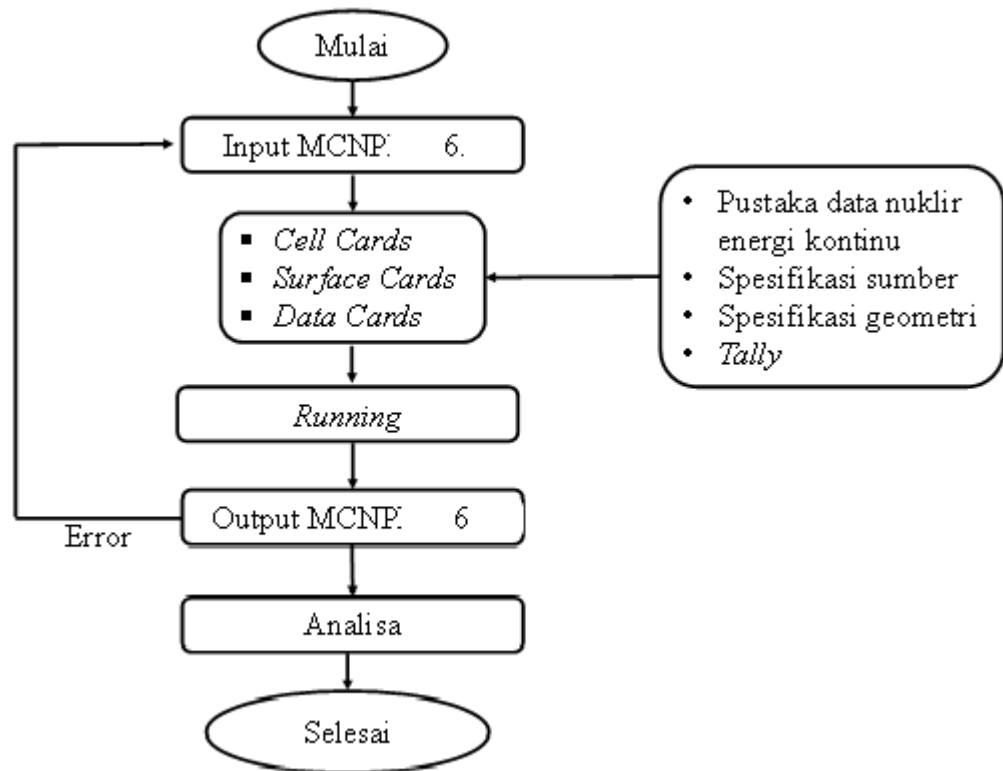 Mulai
Input MCNP. 6.
▪ Cell Cards
▪ Surface Cards
▪ Data Cards
• Pustaka data nuklir
energi kontinu
• Spesifikasi sumber
• Spesifikasi geometri
• Tally
Running
Output MCNP. 6
Error
Analisa
Selesai